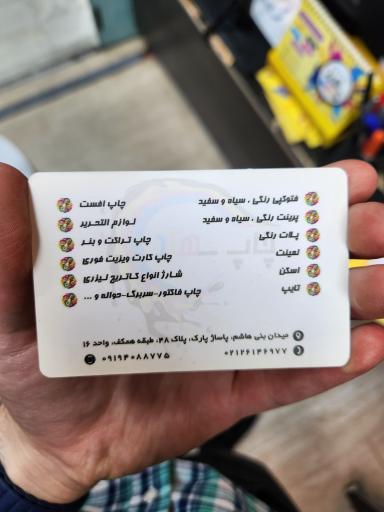 فتوکپی رنگی ، سیاه و سفید
پرینت رنگی ، سیاه و سفید
پلات رنگی
لمینت
اسکن
تایپ
چاپ افست
لوازم التحریر
چاپ تراکت و بنر
چاپ کارت ویزیت فوری
شارژ انواع کاتریج لیزری
چاپ فاکتور-سربرگ-حواله و ...
میدان بنی هاشم، پاساژ پارک، پلاک ۴۸، طبقه همکف، واحد ۱۶
۰۲۱۲۶۱۴۶۹۷۷
۰۹۱۹۴۰۸۸۷۷۵